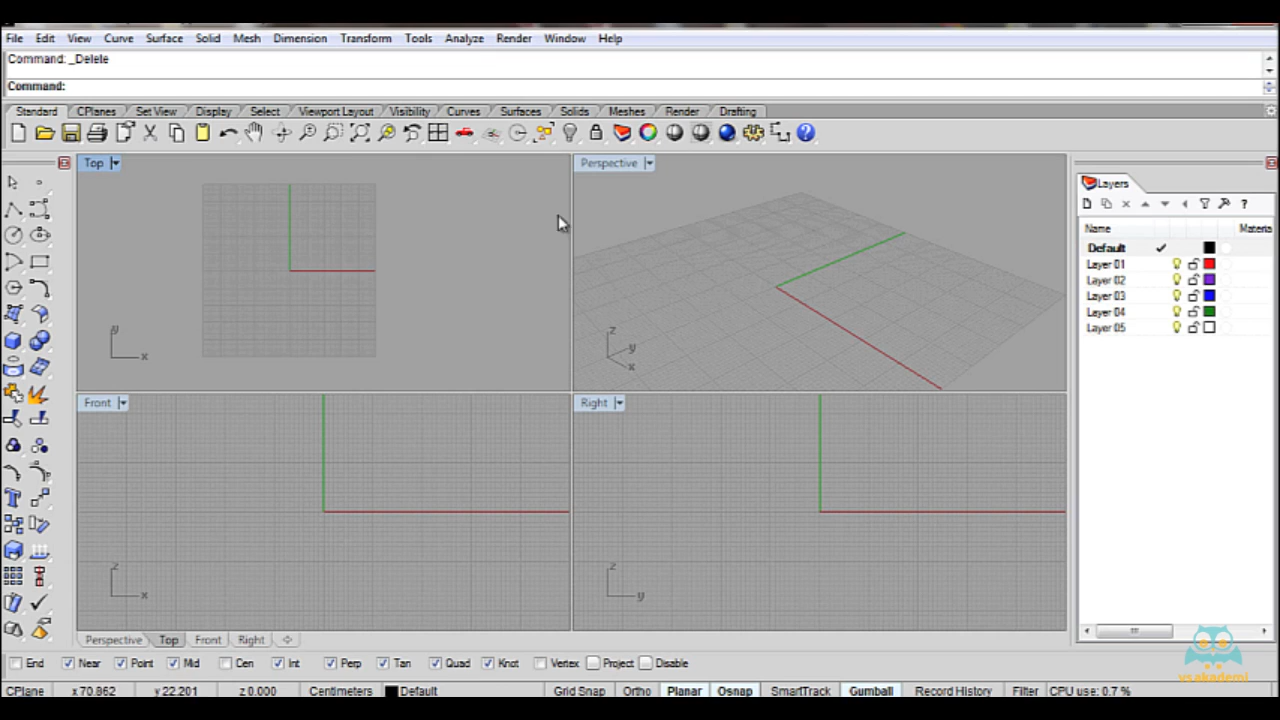 File Edit View Curve Surface Solid Mesh Dimension Transform Tools Analyze Render Window Help
Command: _Delete
Command:
Standard CPlanes Set View Display Select Viewport Layout Visibility Curves Surfaces Solids Meshes Render Drafting
Top Perspective Layers
Name Materia
Default
Layer 01
Layer 02
Layer 03
Layer 04
Layer 05
y x z y x
Front Right
z x z y
Perspective Top Front Right
End Near Point Mid Cen Int Perp Tan Quad Knot Vertex Project Disable
CPlane x 70.862 y 22.201 z 0.000 Centimeters Default Grid Snap Ortho Planar Osnap SmartTrack Gumball Record History Filter CPU use: 0.7 %
vsakademi